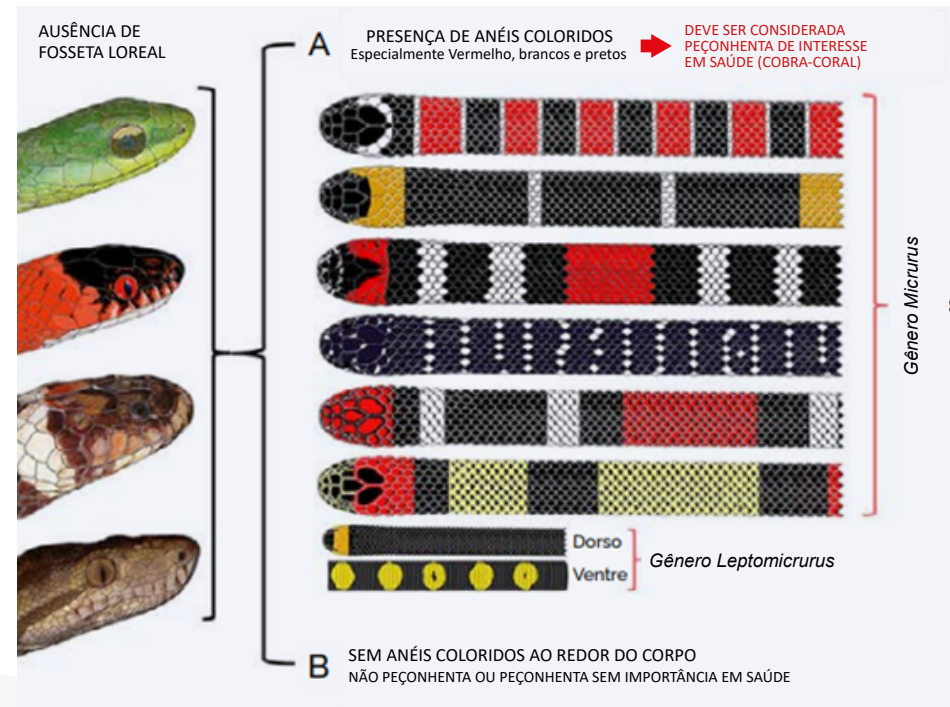 AUSÊNCIA DE
FOSSETA LOREAL
A
PRESENÇA DE ANÉIS COLORIDOS
Especialmente Vermelho, brancos e pretos
DEVE SER CONSIDERADA
PEÇONHENTA DE INTERESSE
EM SAÚDE (COBRA-CORAL)
Gênero Micrurus
Dorso
Ventre
Gênero Leptomicrurus
B
SEM ANÉIS COLORIDOS AO REDOR DO CORPO
NÃO PEÇONHENTA OU PEÇONHENTA SEM IMPORTÂNCIA EM SAÚDE